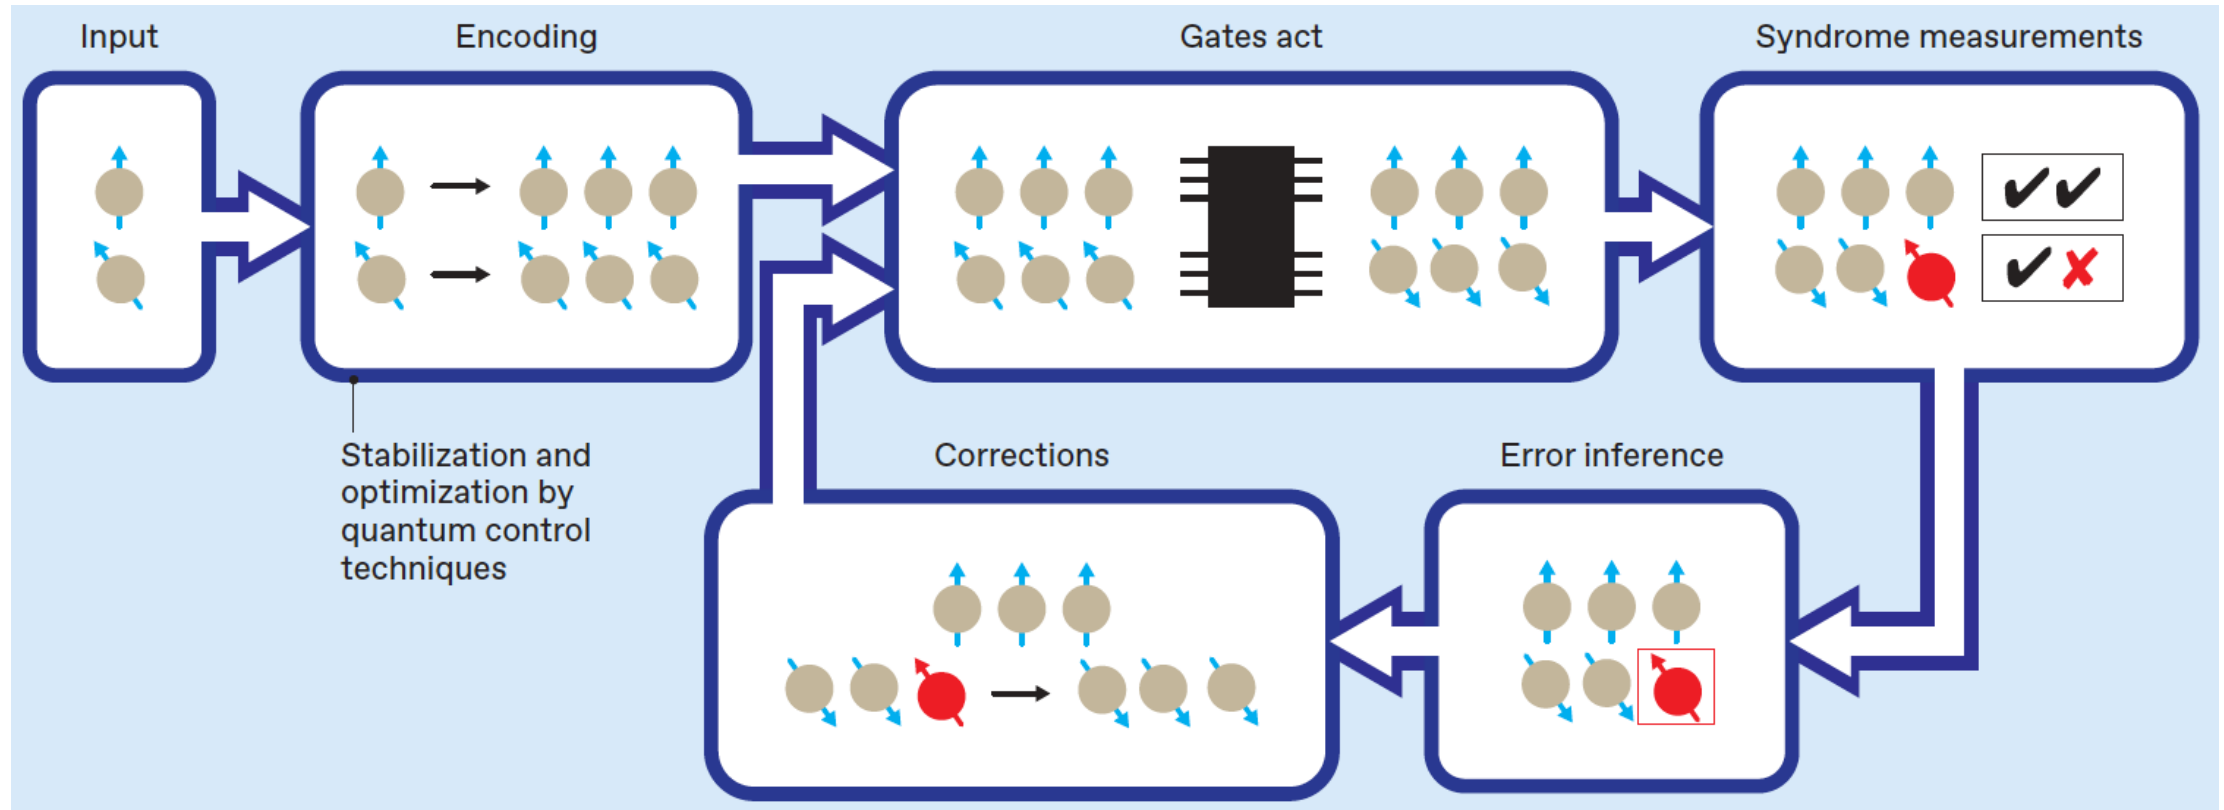 Input
Encoding
Gates act
Syndrome measurements
Stabilization and
optimization by
quantum control
techniques
Corrections
Error inference